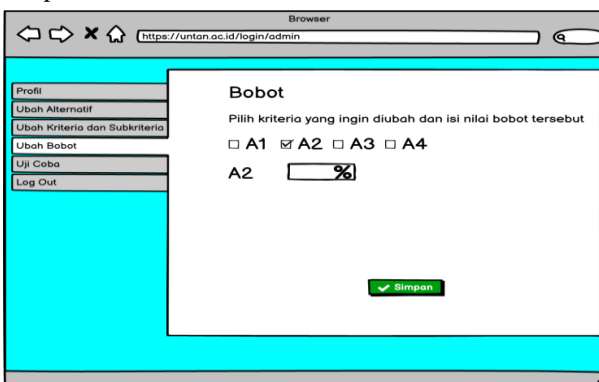 Browser
https://untan.ac.id/login/admin
Profil
Ubah Alternatif
Ubah Kriteria dan Subkriteria
Ubah Bobot
Uji Coba
Log Out
Bobot
Pilih kriteria yang ingin diubah dan isi nilai bobot tersebut
A1 A2 A3 A4
A2 %
Simpan